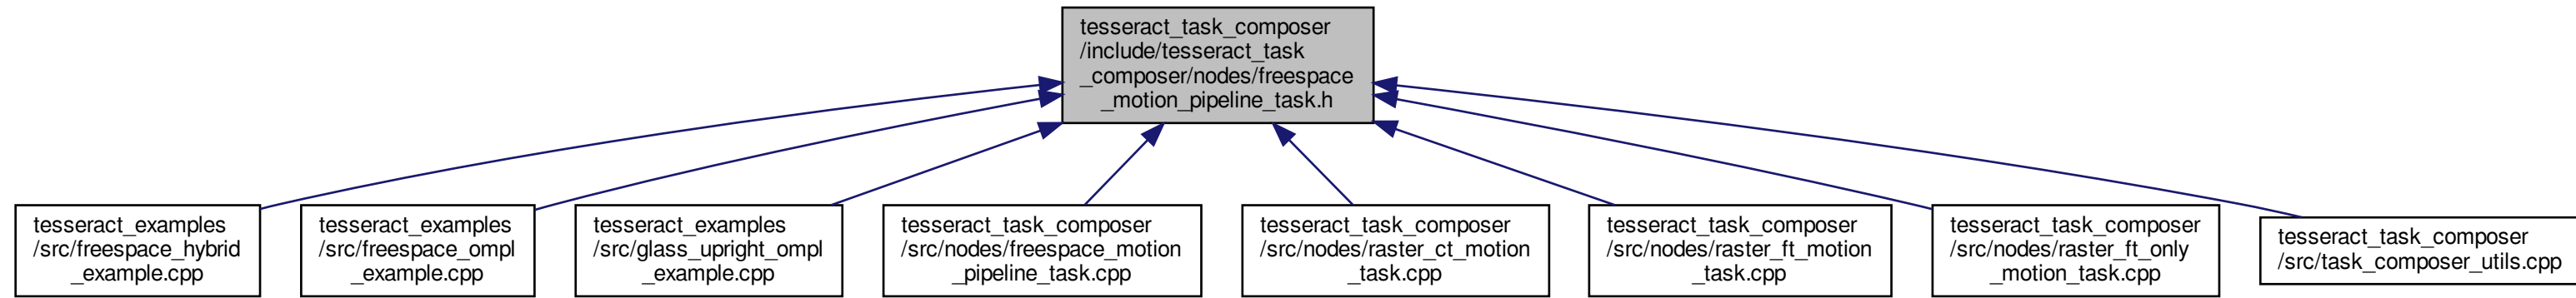 tesseract_task_composer
/include/tesseract_task
_composer/nodes/freespace
_motion_pipeline_task.h
tesseract_examples
/src/freespace_hybrid
_example.cpp
tesseract_examples
/src/freespace_ompl
_example.cpp
tesseract_examples
/src/glass_upright_ompl
_example.cpp
tesseract_task_composer
/src/nodes/freespace_motion
_pipeline_task.cpp
tesseract_task_composer
/src/nodes/raster_ct_motion
_task.cpp
tesseract_task_composer
/src/nodes/raster_ft_motion
_task.cpp
tesseract_task_composer
/src/nodes/raster_ft_only
_motion_task.cpp
tesseract_task_composer
/src/task_composer_utils.cpp